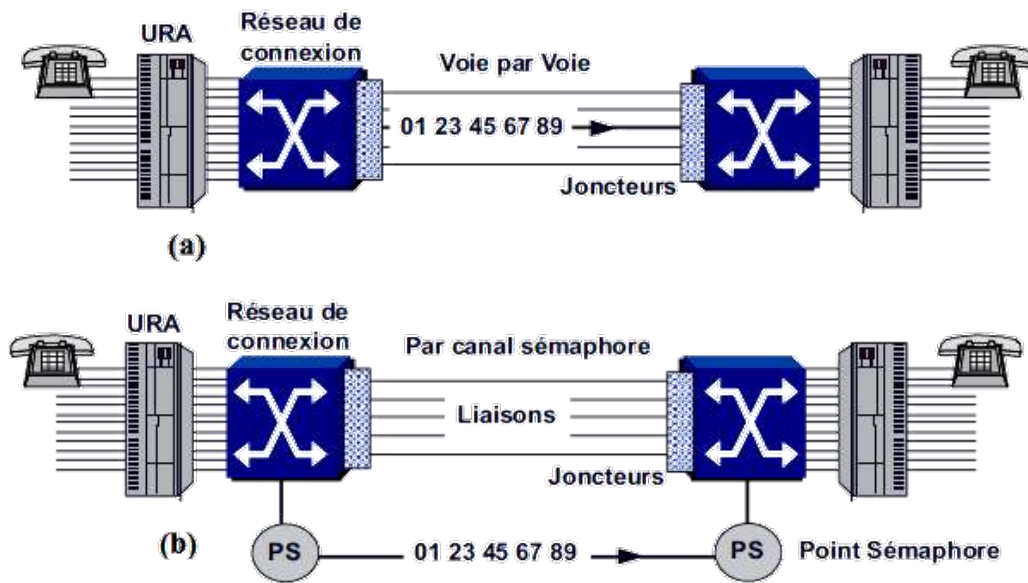 URA
Réseau de
connexion
Voie par Voie
01 23 45 67 89
Joncteurs
(a)
URA
Réseau de
connexion
Par canal sémaphore
Liaisons
Joncteurs
(b)
PS
01 23 45 67 89
PS
Point Sémaphore